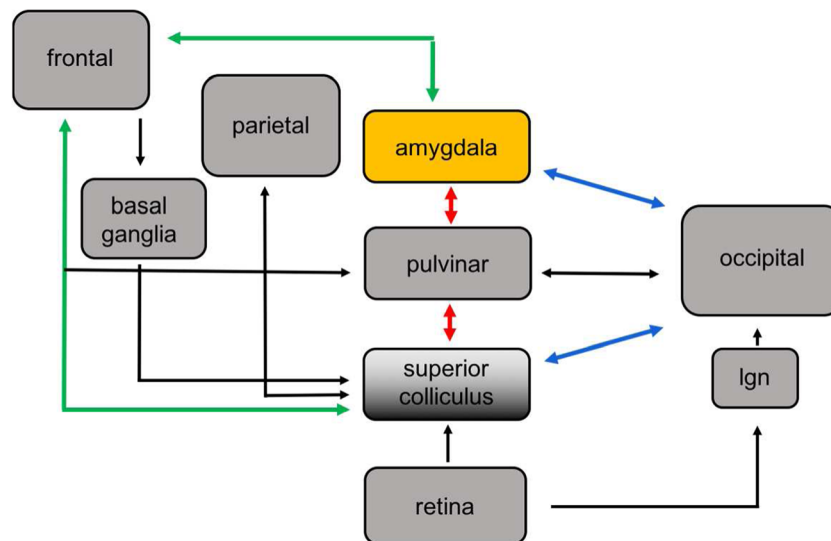 frontal
parietal
amygdala
basal
ganglia
pulvinar
occipital
superior
colliculus
lgn
retina